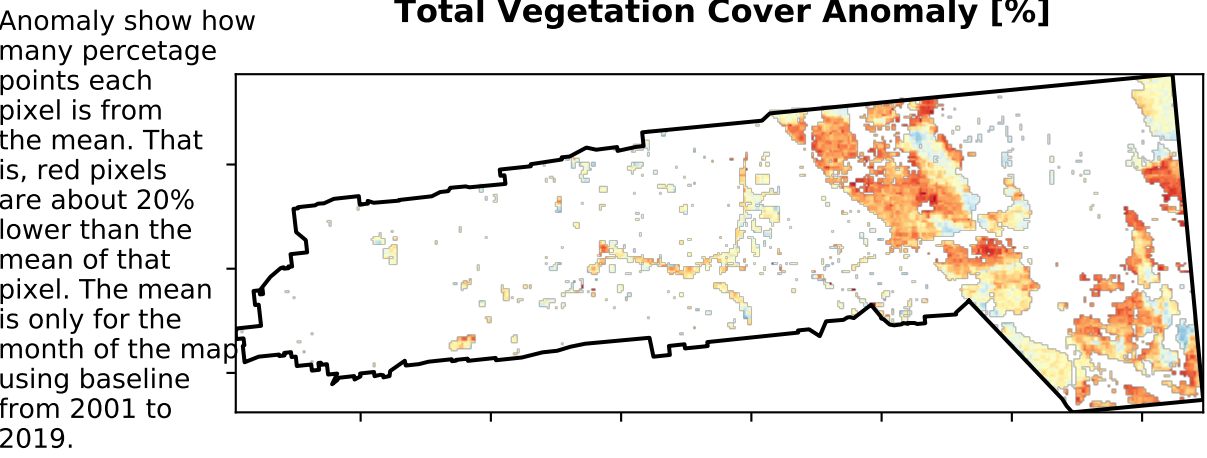 Total Vegetation Cover Anomaly [%]
Anomaly show how
many percetage
points each
pixel is from
the mean. That
is, red pixels
are about 20%
lower than the
mean of that
pixel. The mean
is only for the
month of the map
using baseline
from 2001 to
2019.